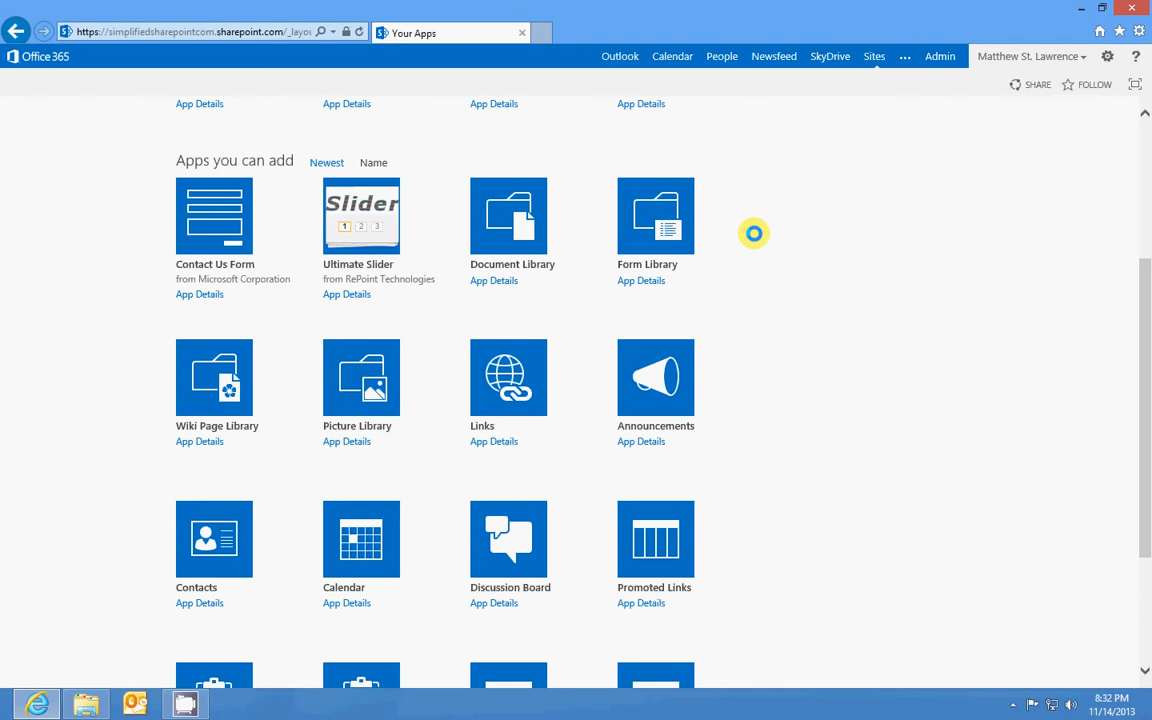 https://simplifiedsharepointcom.sharepoint.com/_layou
Your Apps
Office 365
Outlook Calendar People Newsfeed SkyDrive Sites ... Admin Matthew St. Lawrence ?
SHARE FOLLOW
App Details App Details App Details App Details
Apps you can add Newest Name
Slider
1 2 3
Contact Us Form Ultimate Slider Document Library Form Library
from Microsoft Corporation from RePoint Technologies App Details App Details
App Details App Details
Wiki Page Library Picture Library Links Announcements
App Details App Details App Details App Details
Contacts Calendar Discussion Board Promoted Links
App Details App Details App Details App Details
8:32 PM
11/14/2013